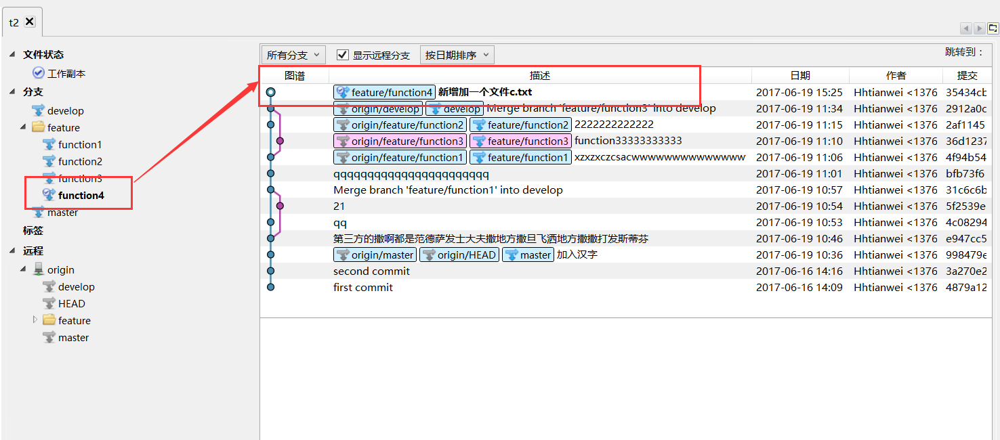 t2
文件状态
工作副本
分支
develop
feature
function1
function2
function3
function4
master
标签
远程
origin
develop
HEAD
feature
master
所有分支 显示远程分支 按日期排序 跳转到：
图谱 描述 日期 作者 提交
feature/function4 新增加一个文件c.txt 2017-06-19 15:25 Hhtianwei <1376 35434cb
origin/develop develop Merge branch 'feature/function3' into develop 2017-06-19 11:34 Hhtianwei <1376 2912a0c
origin/feature/function2 feature/function2 2222222222222 2017-06-19 11:15 Hhtianwei <1376 2af1145
origin/feature/function3 feature/function3 function33333333333 2017-06-19 11:10 Hhtianwei <1376 36d1237
origin/feature/function1 feature/function1 xzxzxczcsacwwwwwwwwwwwwww 2017-06-19 11:06 Hhtianwei <1376 4f94b54
qqqqqqqqqqqqqqqqqqqqqqq 2017-06-19 11:01 Hhtianwei <1376 bfb73f6
Merge branch 'feature/function1' into develop 2017-06-19 10:57 Hhtianwei <1376 31c6c6b
21 2017-06-19 10:54 Hhtianwei <1376 5f2539e
qq 2017-06-19 10:53 Hhtianwei <1376 4c08294
第三方的撒啊都是范德萨发士大夫撒地方撒旦飞洒地方撒撒打发斯蒂芬 2017-06-19 10:46 Hhtianwei <1376 e947cc5
origin/master origin/HEAD master 加入汉字 2017-06-19 10:36 Hhtianwei <1376 998479e
second commit 2017-06-16 14:16 Hhtianwei <1376 3a270e2
first commit 2017-06-16 14:09 Hhtianwei <1376 4879a12